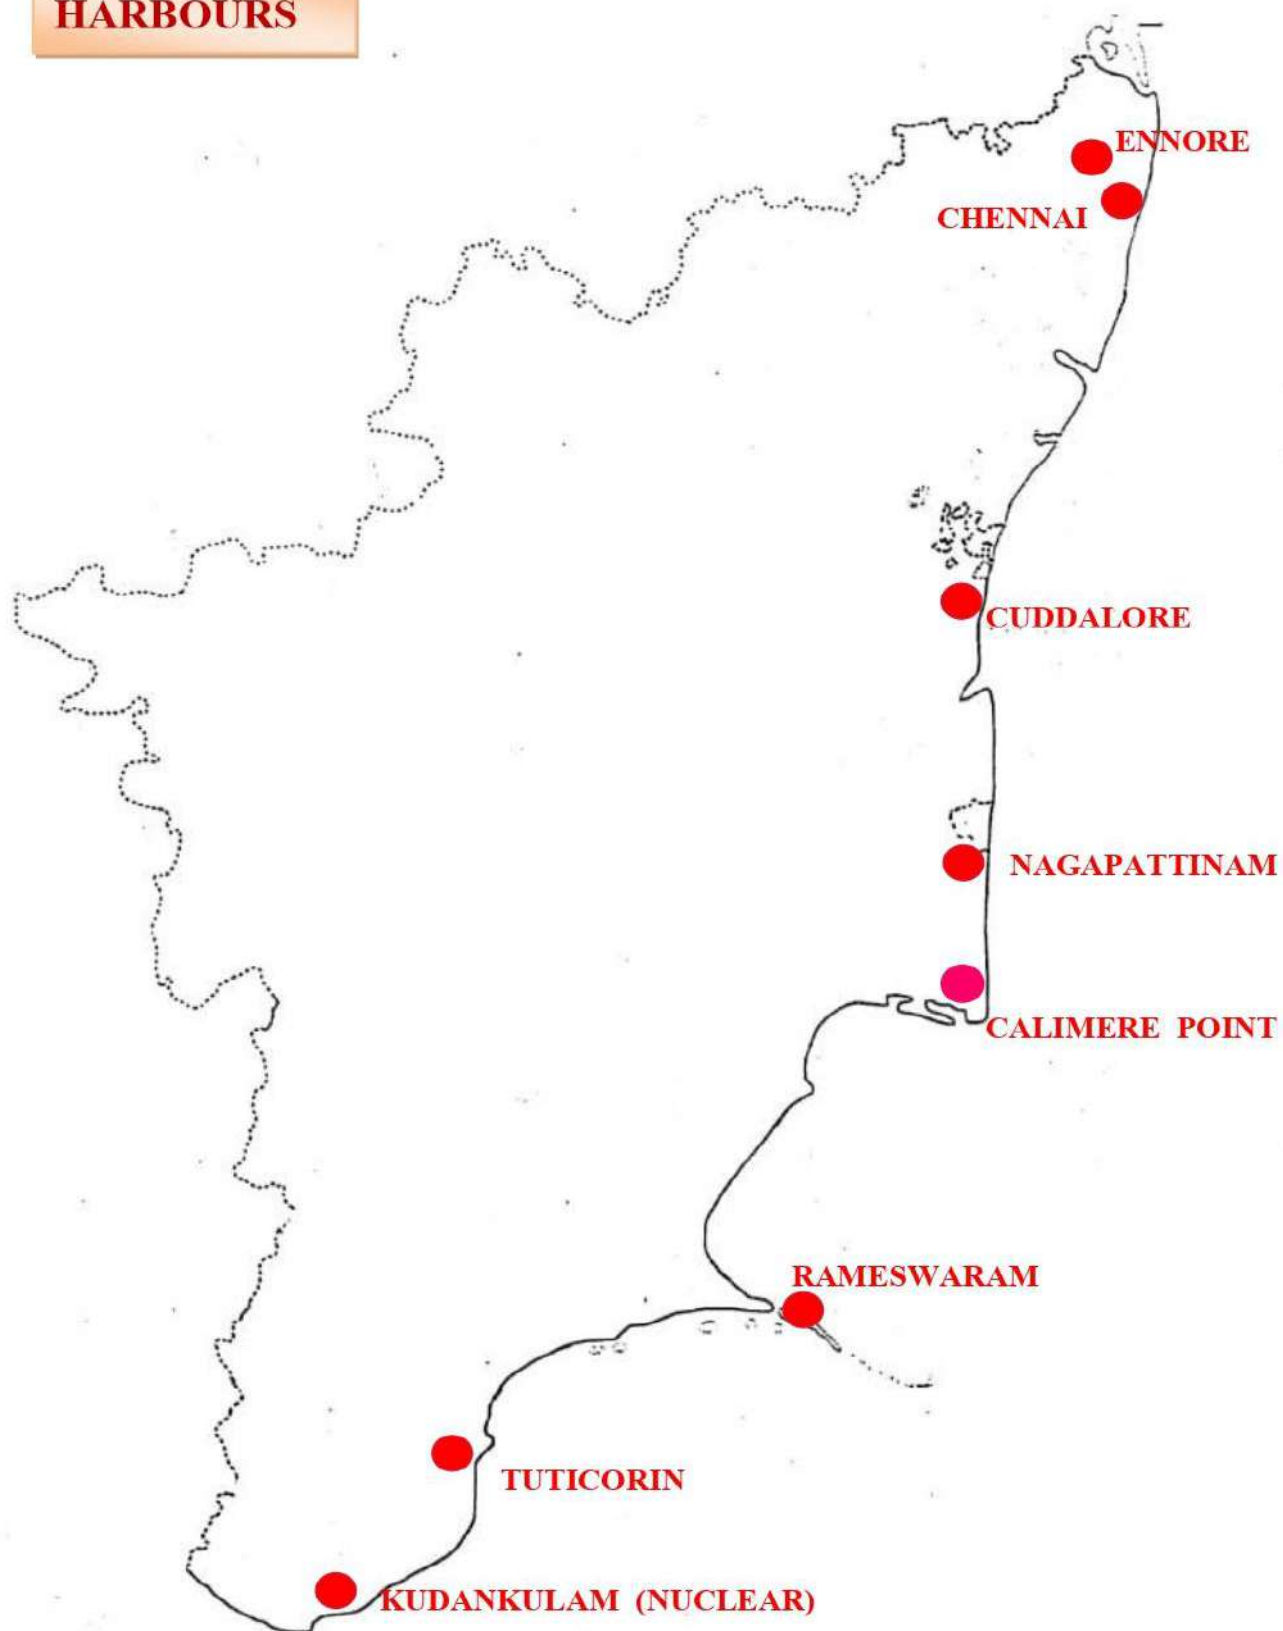 HARBOURS
ENNORE
CHENNAI
CUDDALORE
NAGAPATTINAM
CALIMERE POINT
RAMESWARAM
TUTICORIN
KUDANKULAM (NUCLEAR)